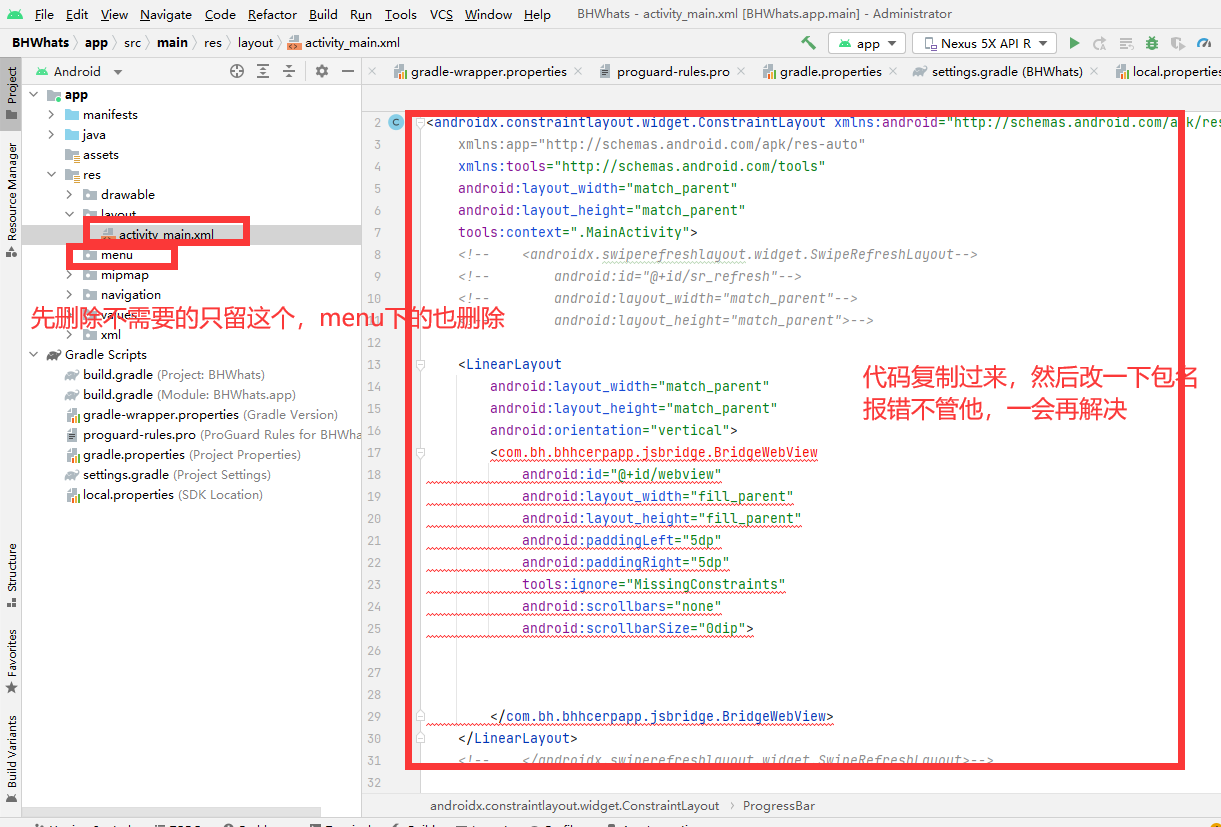 File Edit View Navigate Code Refactor Build Run Tools VCS Window Help BHWhats - activity_main.xml [BHWhats.app.main] - Administrator
BHWhats app src main res layout activity_main.xml
app Nexus 5X API R
Project
Android
gradle-wrapper.properties proguard-rules.pro gradle.properties settings.gradle (BHWhats) local.properties
app
manifests
java
assets
res
drawable
layout
activity_main.xml
menu
mipmap
navigation
values
xml
Gradle Scripts
build.gradle (Project: BHWhats)
build.gradle (Module: BHWhats.app)
gradle-wrapper.properties (Gradle Version)
proguard-rules.pro (ProGuard Rules for BHWha
gradle.properties (Project Properties)
settings.gradle (Project Settings)
local.properties (SDK Location)
先删除不需要的只留这个，menu下的也删除
Resource Manager
Structure
Favorites
Build Variants
2 C <androidx.constraintlayout.widget.ConstraintLayout xmlns:android="http://schemas.android.com/apk/res
3 xmlns:app="http://schemas.android.com/apk/res-auto"
4 xmlns:tools="http://schemas.android.com/tools"
5 android:layout_width="match_parent"
6 android:layout_height="match_parent"
7 tools:context=".MainActivity">
8 <!-- <androidx.swiperefreshlayout.widget.SwipeRefreshLayout-->
9 <!-- android:id="@+id/sr_refresh"-->
10 <!-- android:layout_width="match_parent"-->
android:layout_height="match_parent">-->
12
13 <LinearLayout
14 android:layout_width="match_parent"
15 android:layout_height="match_parent"
16 android:orientation="vertical">
17 <com.bh.bhhcerpapp.jsbridge.BridgeWebView
18 android:id="@+id/webview"
19 android:layout_width="fill_parent"
20 android:layout_height="fill_parent"
21 android:paddingLeft="5dp"
22 android:paddingRight="5dp"
23 tools:ignore="MissingConstraints"
24 android:scrollbars="none"
25 android:scrollbarSize="0dip">
26
27
28
29 </com.bh.bhhcerpapp.jsbridge.BridgeWebView>
30 </LinearLayout>
31 <!-- </androidx.swiperefreshlayout.widget.SwipeRefreshLayout>-->
32
代码复制过来，然后改一下包名
报错不管他，一会再解决
androidx.constraintlayout.widget.ConstraintLayout ProgressBar